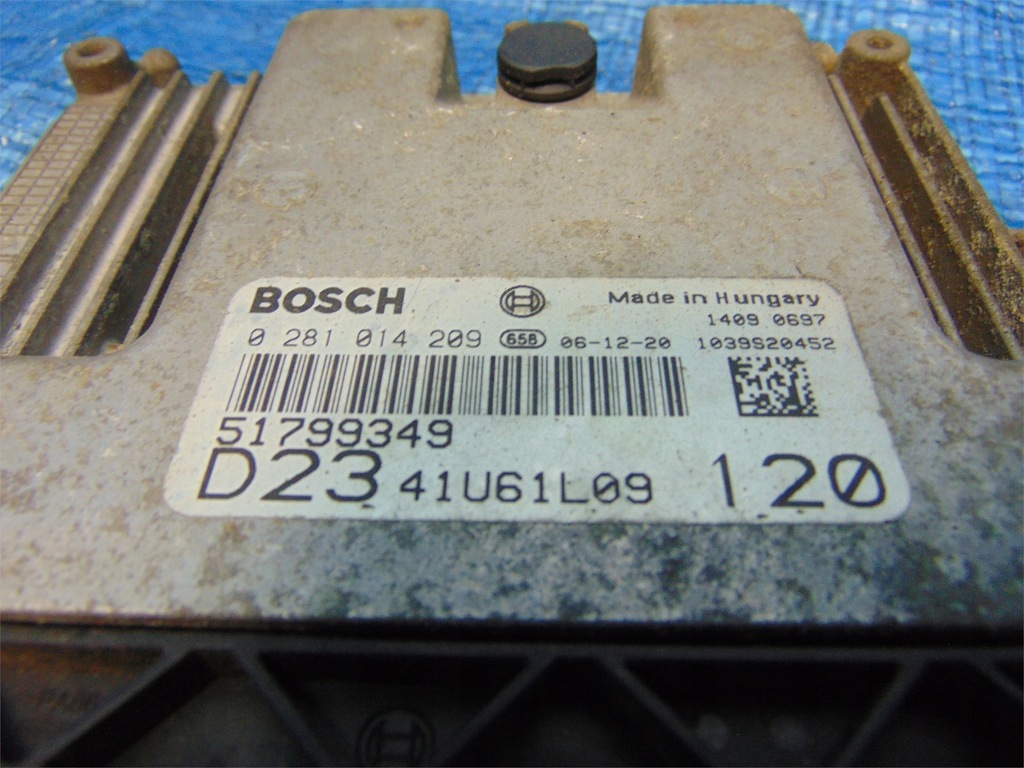 BOSCH Made in Hungary
1409 0697
0 281 014 209 658 06-12-20 1039S20452
51799349
D23 41U61L09 120